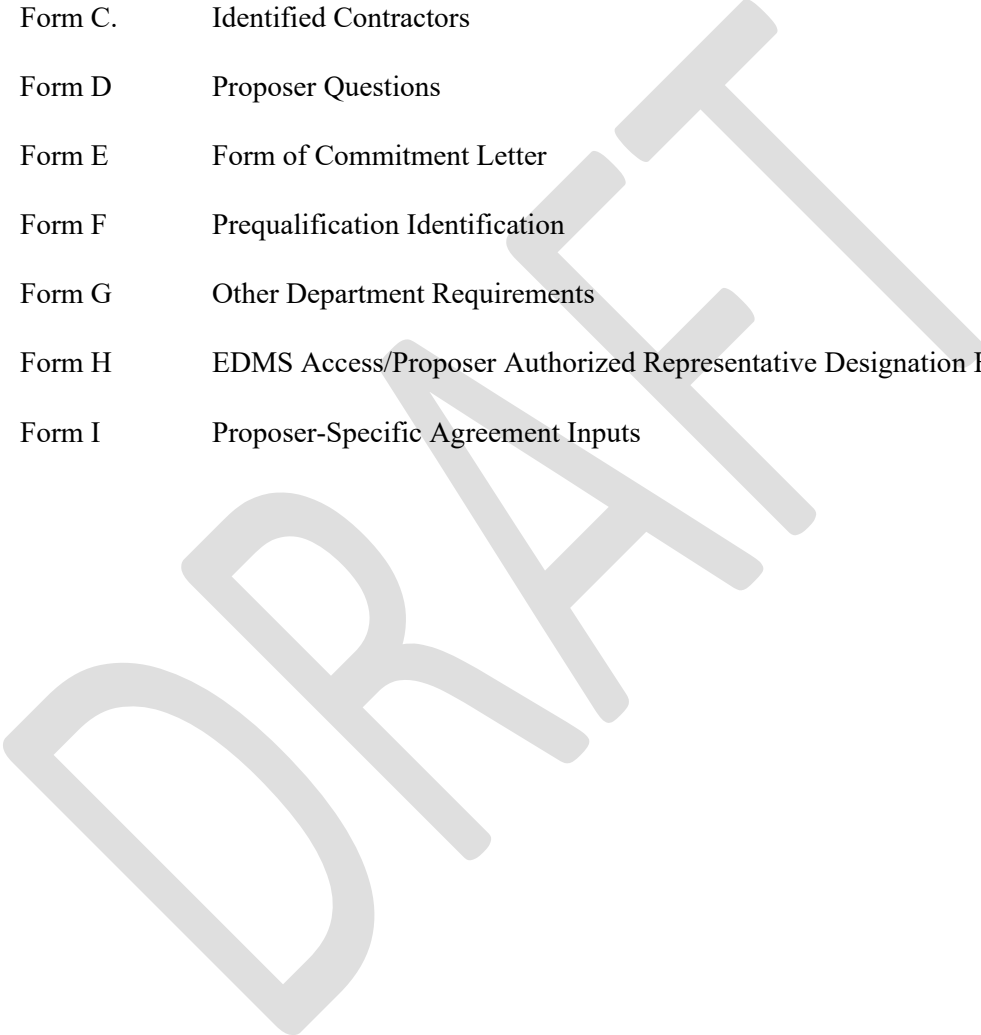 Form C. Identified Contractors
Form D Proposer Questions
Form E Form of Commitment Letter
Form F Prequalification Identification
Form G Other Department Requirements
Form H EDMS Access/Proposer Authorized Representative Designation
Form I Proposer-Specific Agreement Inputs
DRAFT